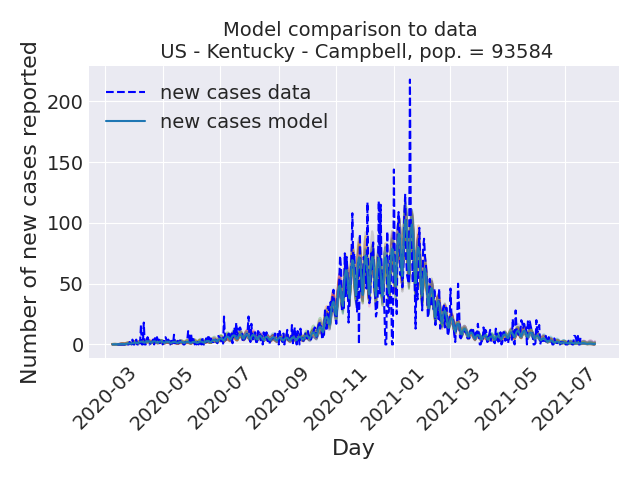 Model comparison to data
US - Kentucky - Campbell, pop. = 93584
Number of new cases reported
200
150
100
50
0
new cases data
new cases model
2020-03
2020-05
2020-07
2020-09
2020-11
2021-01
2021-03
2021-05
2021-07
Day